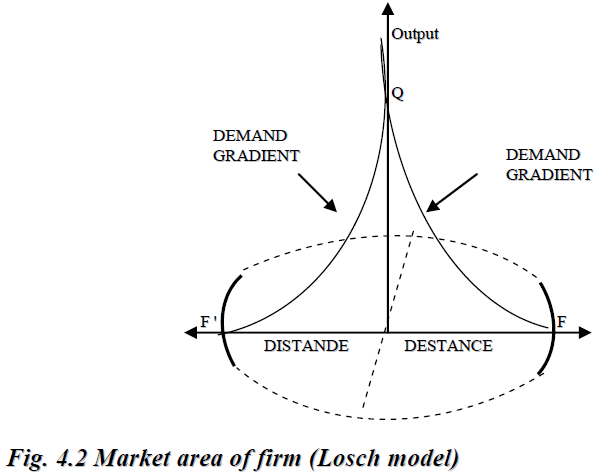 Output
Q
DEMAND
GRADIENT
DEMAND
GRADIENT
F '
F
DISTANDE
DESTANCE
Fig. 4.2 Market area of firm (Losch model)